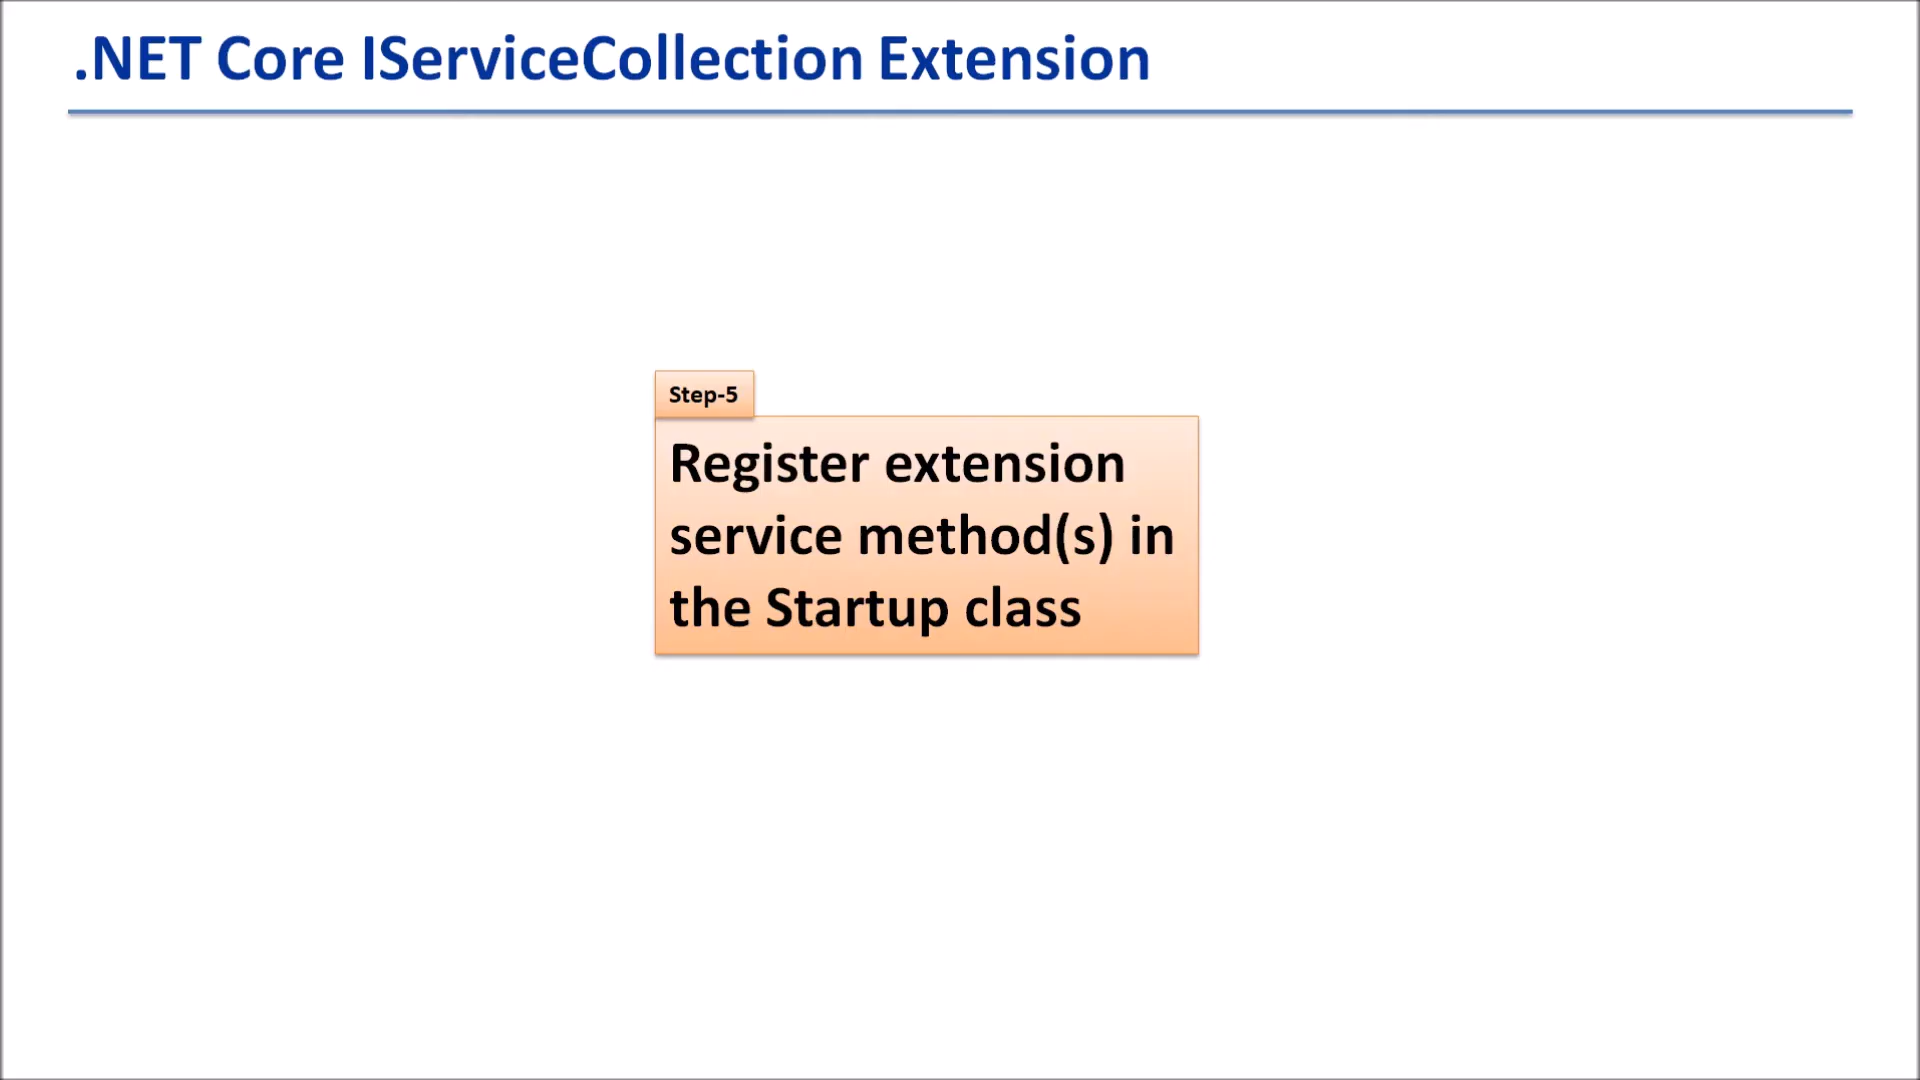 .NET Core IServiceCollection Extension
Step-5
Register extension
service method(s) in
the Startup class